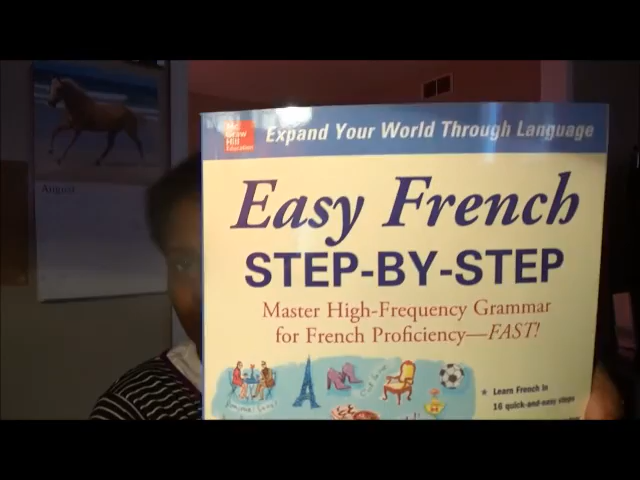 August
Mc
Graw
Hill
Education
Expand Your World Through Language
Easy French
STEP-BY-STEP
Master High-Frequency Grammar
for French Proficiency—FAST!
★ Learn French in
16 quick-and-easy steps